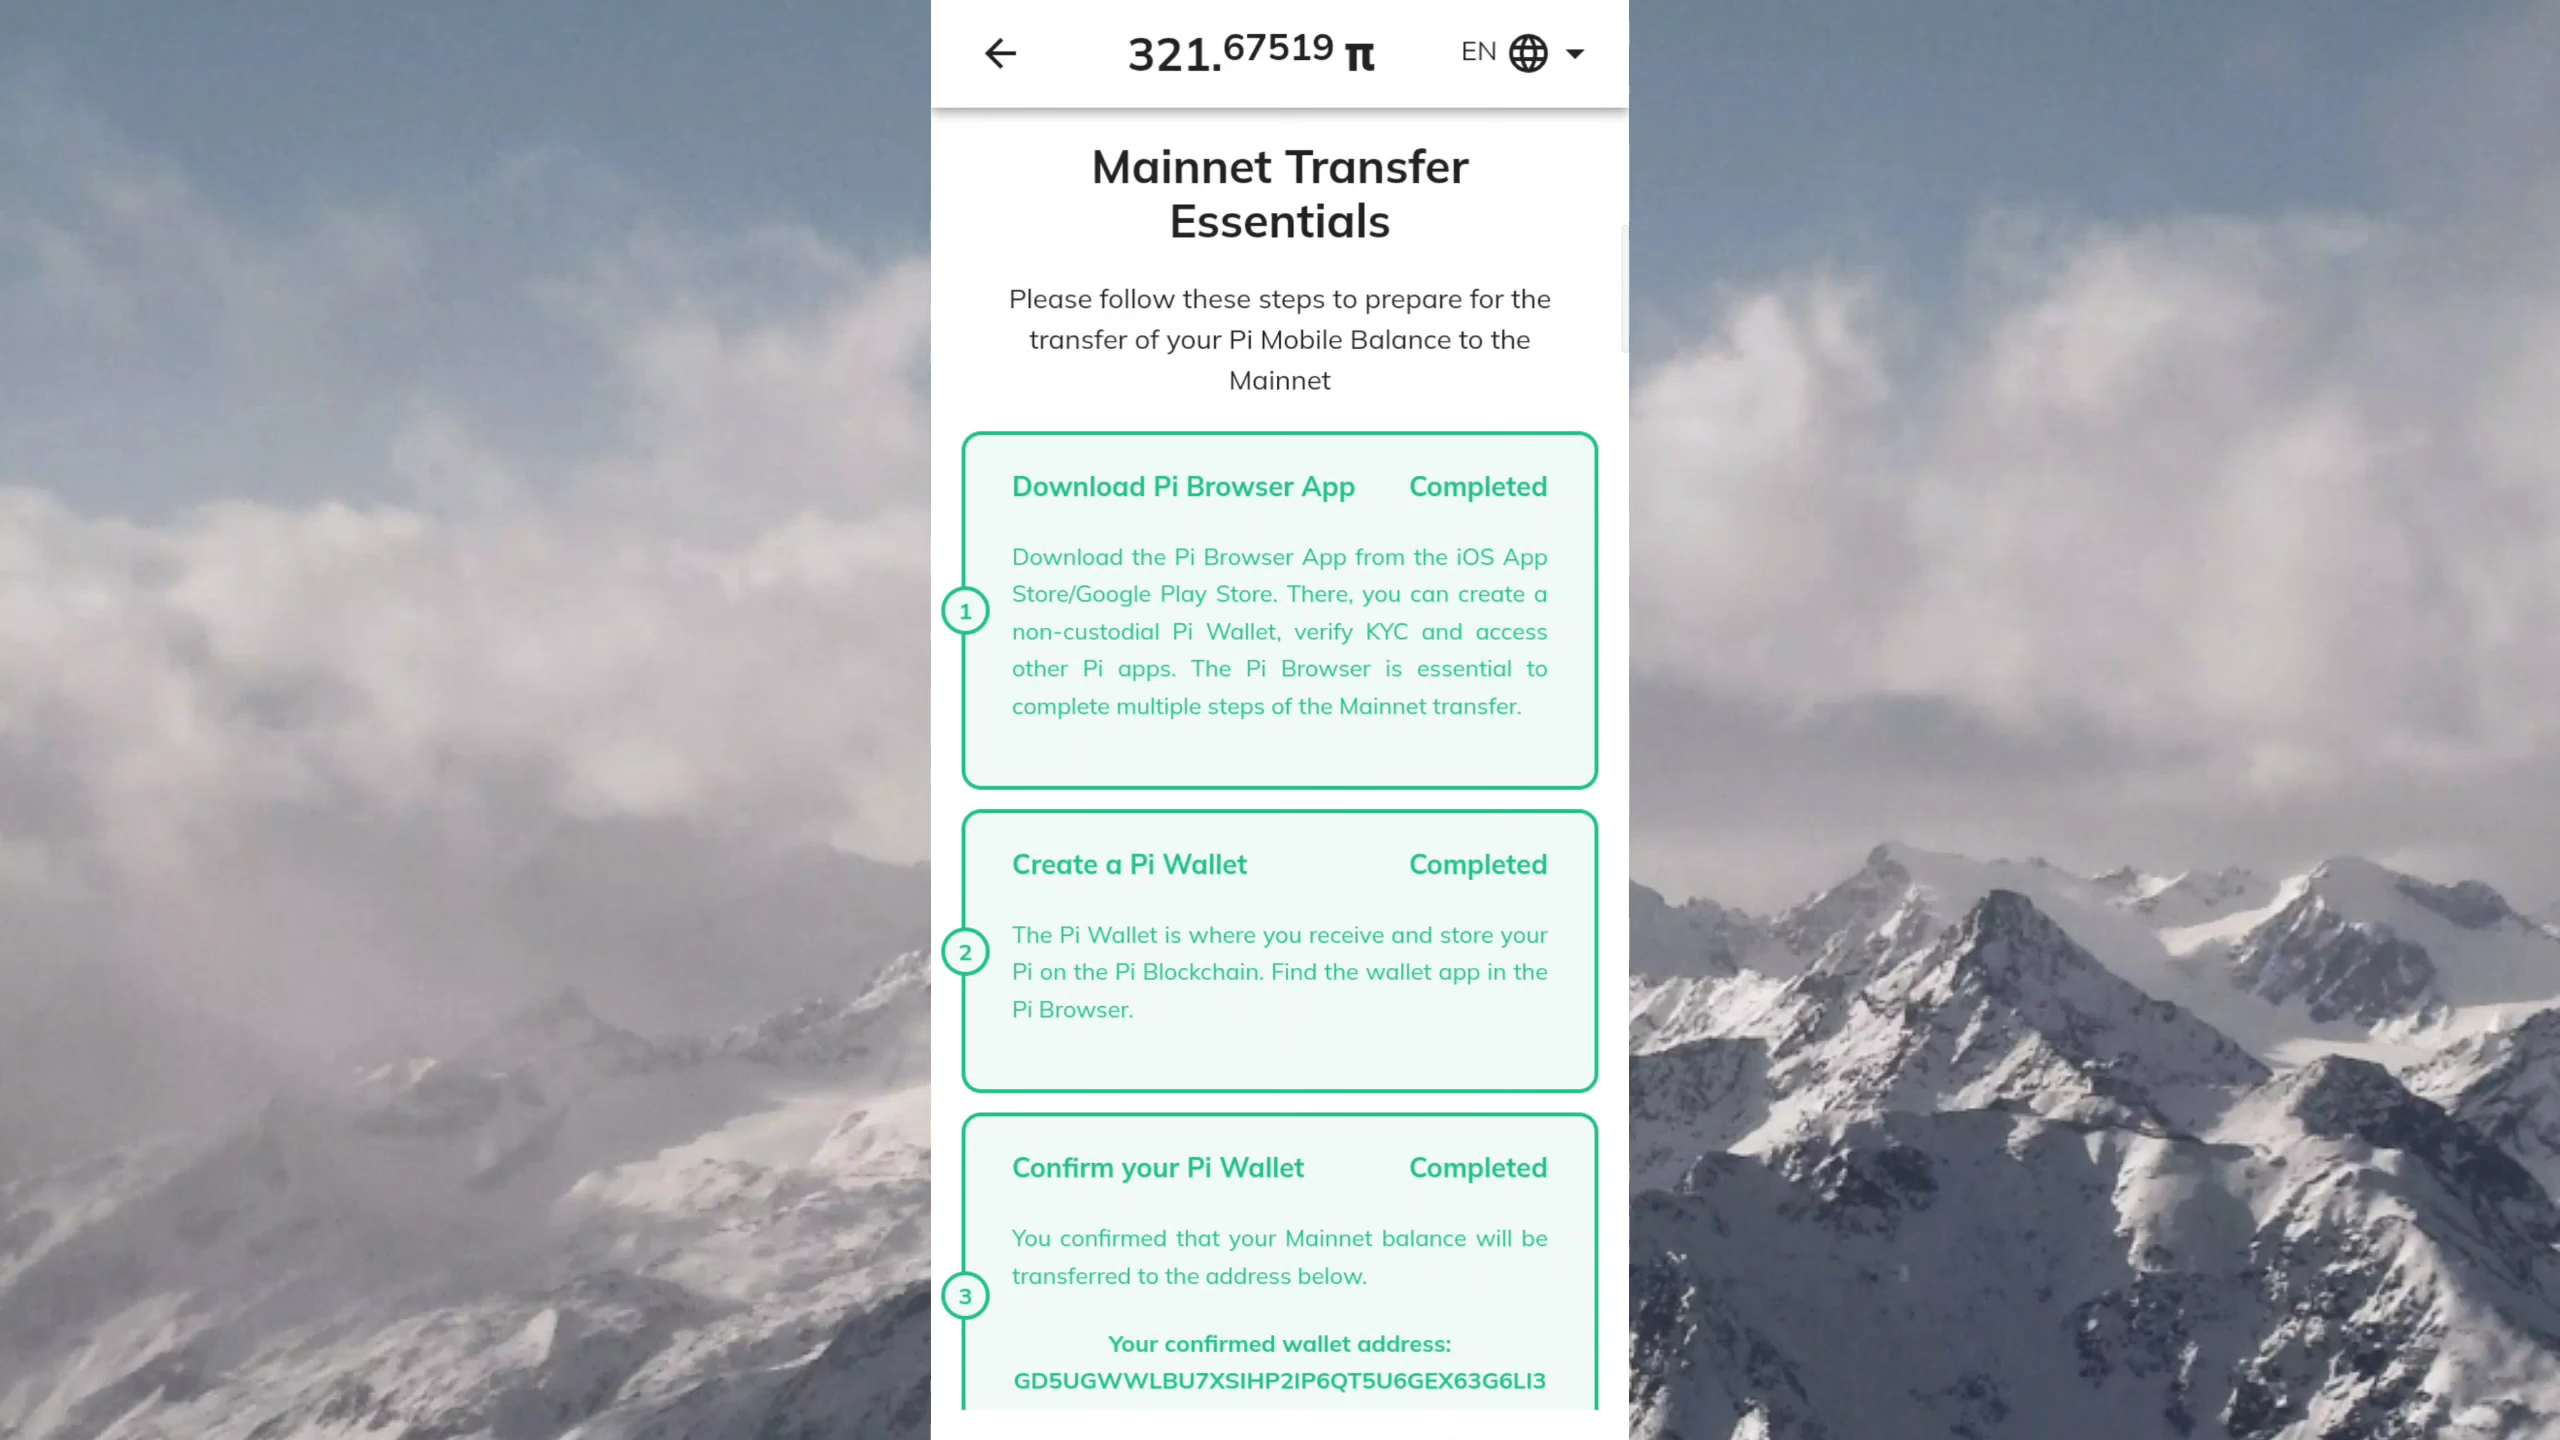 321.67519 π
EN
Mainnet Transfer
Essentials
Please follow these steps to prepare for the
transfer of your Pi Mobile Balance to the
Mainnet
Download Pi Browser App Completed
Download the Pi Browser App from the iOS App
Store/Google Play Store. There, you can create a
1
non-custodial Pi Wallet, verify KYC and access
other Pi apps. The Pi Browser is essential to
complete multiple steps of the Mainnet transfer.
Create a Pi Wallet Completed
The Pi Wallet is where you receive and store your
2
Pi on the Pi Blockchain. Find the wallet app in the
Pi Browser.
Confirm your Pi Wallet Completed
You confirmed that your Mainnet balance will be
transferred to the address below.
3
Your confirmed wallet address:
GD5UGWWLBU7XSIHP2IP6QT5U6GEX63G6LI3